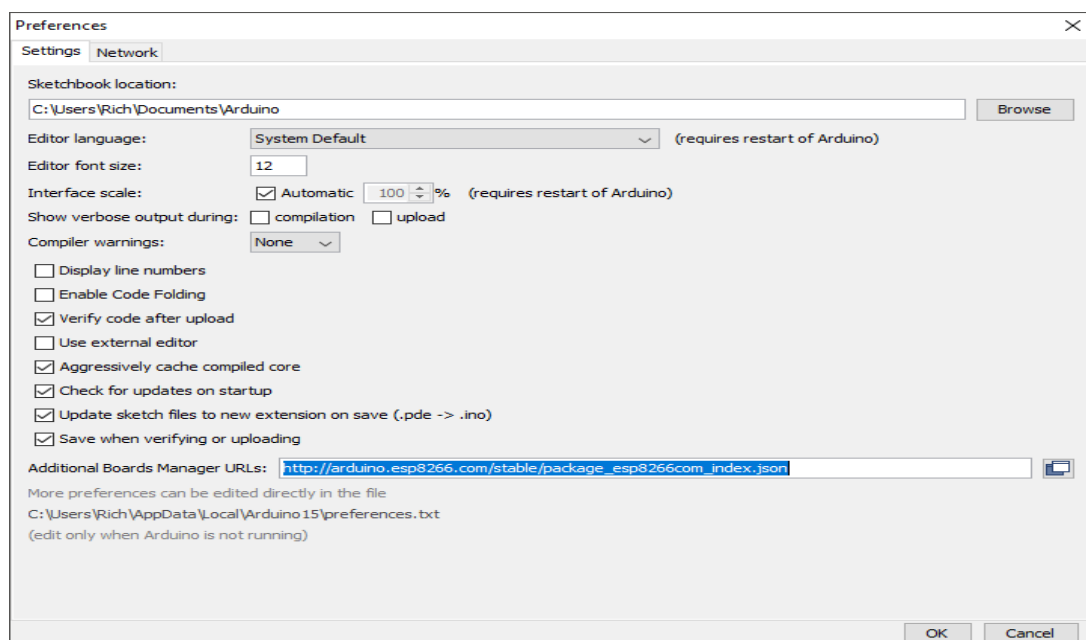 Preferences
Settings Network
Sketchbook location:
C:\Users\Rich\Documents\Arduino Browse
Editor language: System Default (requires restart of Arduino)
Editor font size: 12
Interface scale: Automatic 100 % (requires restart of Arduino)
Show verbose output during: compilation upload
Compiler warnings: None
Display line numbers
Enable Code Folding
Verify code after upload
Use external editor
Aggressively cache compiled core
Check for updates on startup
Update sketch files to new extension on save (.pde -> .ino)
Save when verifying or uploading
Additional Boards Manager URLs: http://arduino.esp8266.com/stable/package_esp8266com_index.json
More preferences can be edited directly in the file
C:\Users\Rich\AppData\Local\Arduino15\preferences.txt
(edit only when Arduino is not running)
OK Cancel